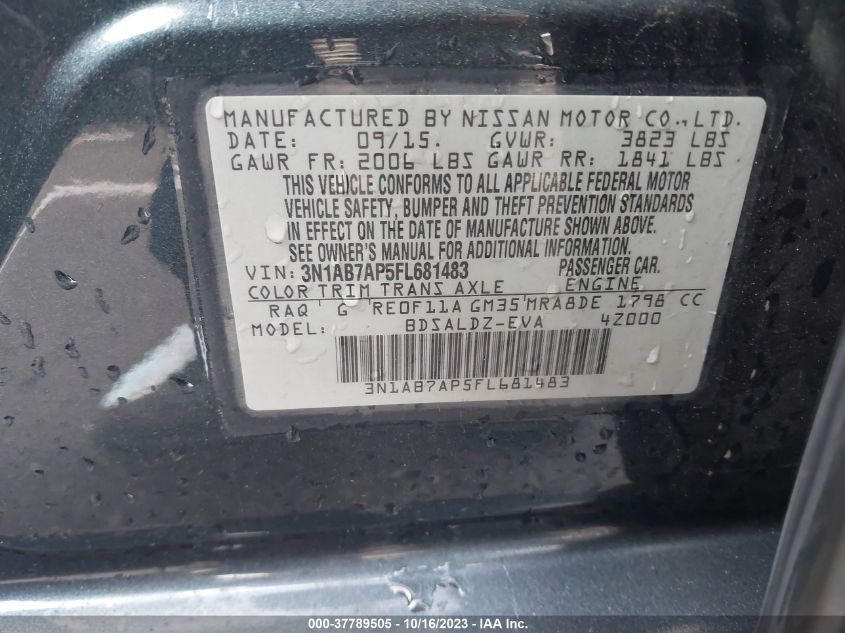 MANUFACTURED BY NISSAN MOTOR CO., LTD.
DATE: 09/15. GVWR: 3823 LBS
GAWR FR: 2006 LBS GAWR RR: 1841 LBS
THIS VEHICLE CONFORMS TO ALL APPLICABLE FEDERAL MOTOR
VEHICLE SAFETY, BUMPER AND THEFT PREVENTION STANDARDS
IN EFFECT ON THE DATE OF MANUFACTURE SHOWN ABOVE.
SEE OWNER'S MANUAL FOR ADDITIONAL INFORMATION.
VIN: 3N1AB7AP5FL681483 PASSENGER CAR.
COLOR TRIM TRANS AXLE ENGINE
RAQ G RE0F11A GM35 MRA8DE 1798 CC
MODEL: BDSALDZ-EVA 4Z000
3N1AB7AP5FL681483
000-37789505 - 10/16/2023 - IAA Inc.